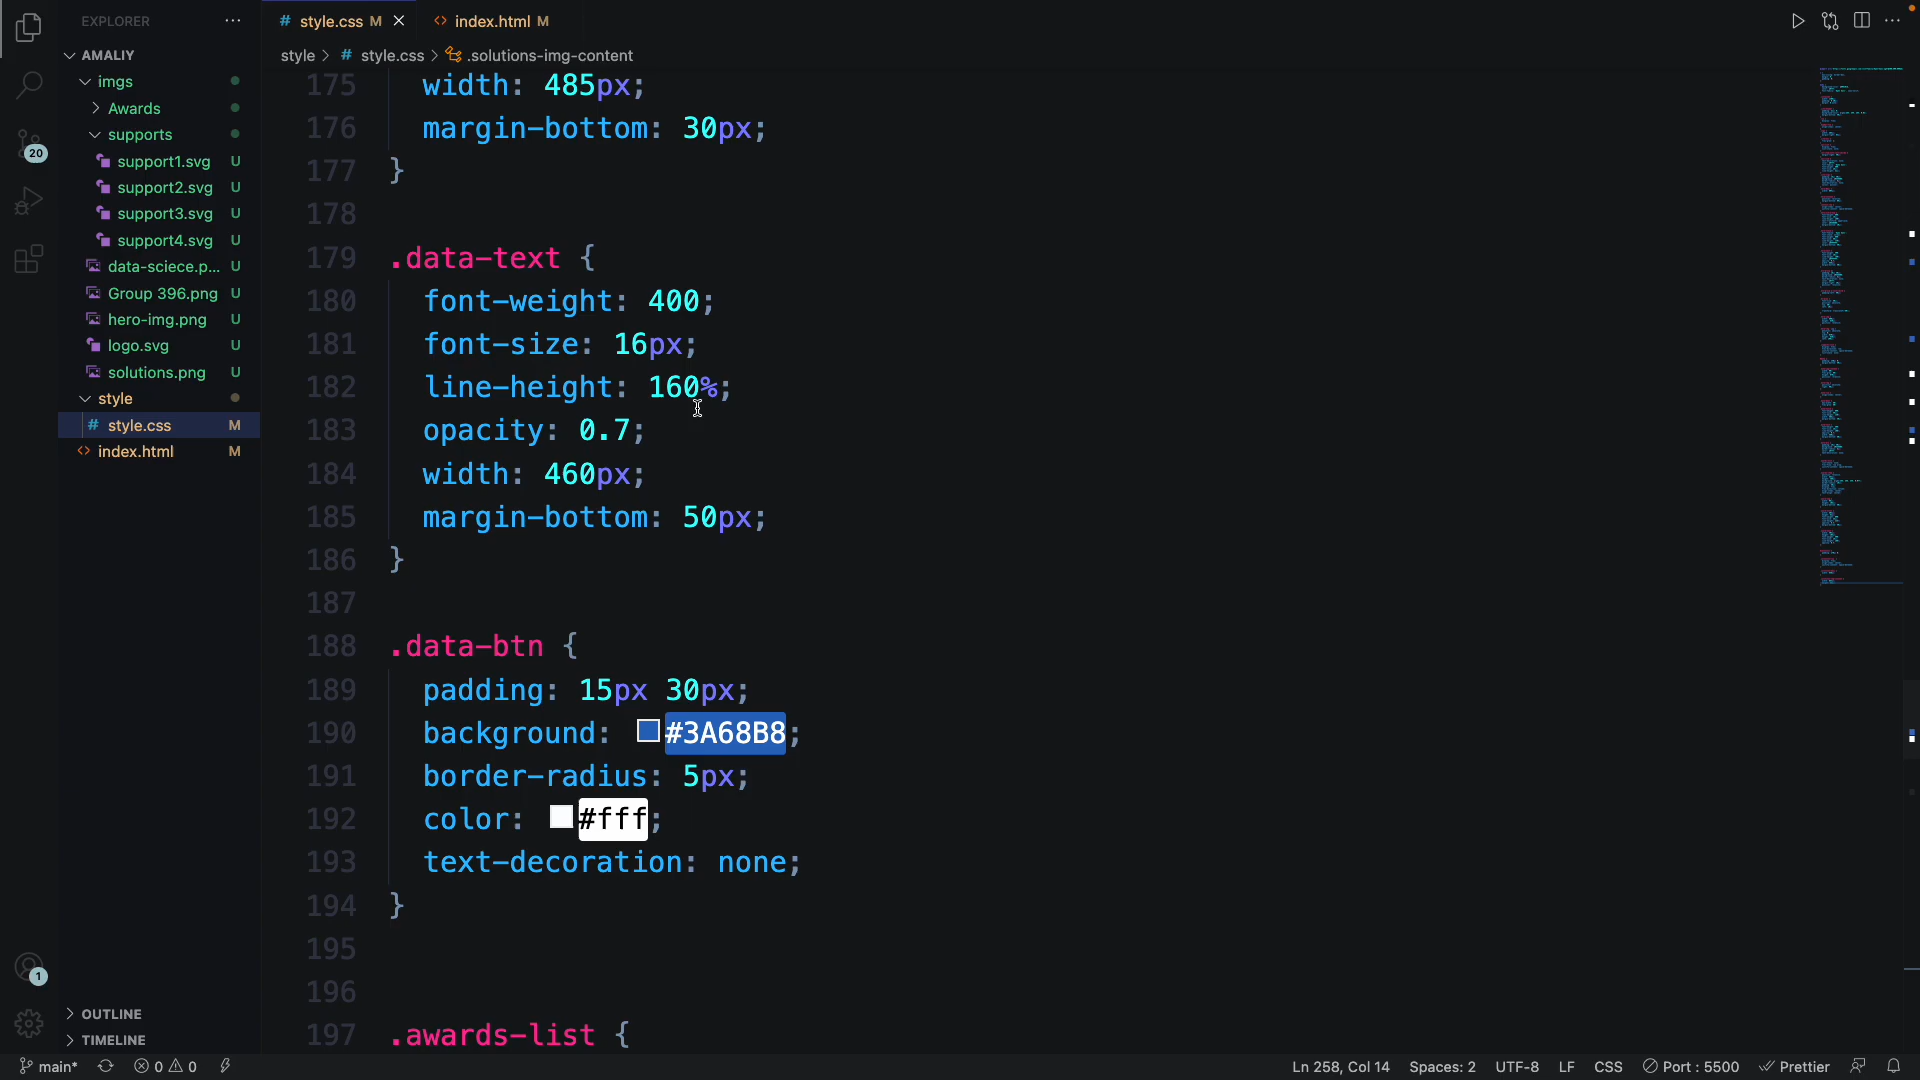 EXPLORER
AMALIY
imgs
Awards
supports
support1.svg U
support2.svg U
support3.svg U
support4.svg U
data-sciece.p... U
Group 396.png U
hero-img.png U
logo.svg U
solutions.png U
style
# style.css M
<> index.html M
OUTLINE
TIMELINE
20
1
# style.css M
<> index.html M
style > # style.css > .solutions-img-content
175 width: 485px;
176 margin-bottom: 30px;
177 }
178
179 .data-text {
180 font-weight: 400;
181 font-size: 16px;
182 line-height: 160%;
183 opacity: 0.7;
184 width: 460px;
185 margin-bottom: 50px;
186 }
187
188 .data-btn {
189 padding: 15px 30px;
190 background: #3A68B8;
191 border-radius: 5px;
192 color: #fff;
193 text-decoration: none;
194 }
195
196
197 .awards-list {
main* 0 0 Ln 258, Col 14 Spaces: 2 UTF-8 LF CSS Port : 5500 Prettier